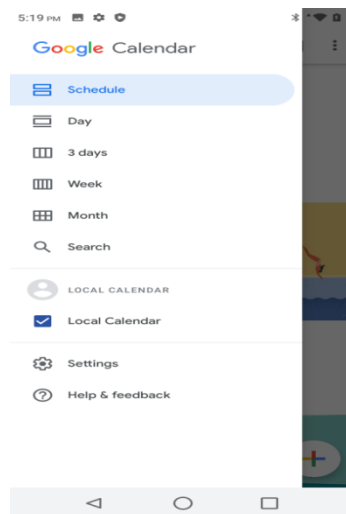 5:19 PM
Google Calendar
Schedule
Day
3 days
Week
Month
Search
LOCAL CALENDAR
Local Calendar
Settings
Help & feedback